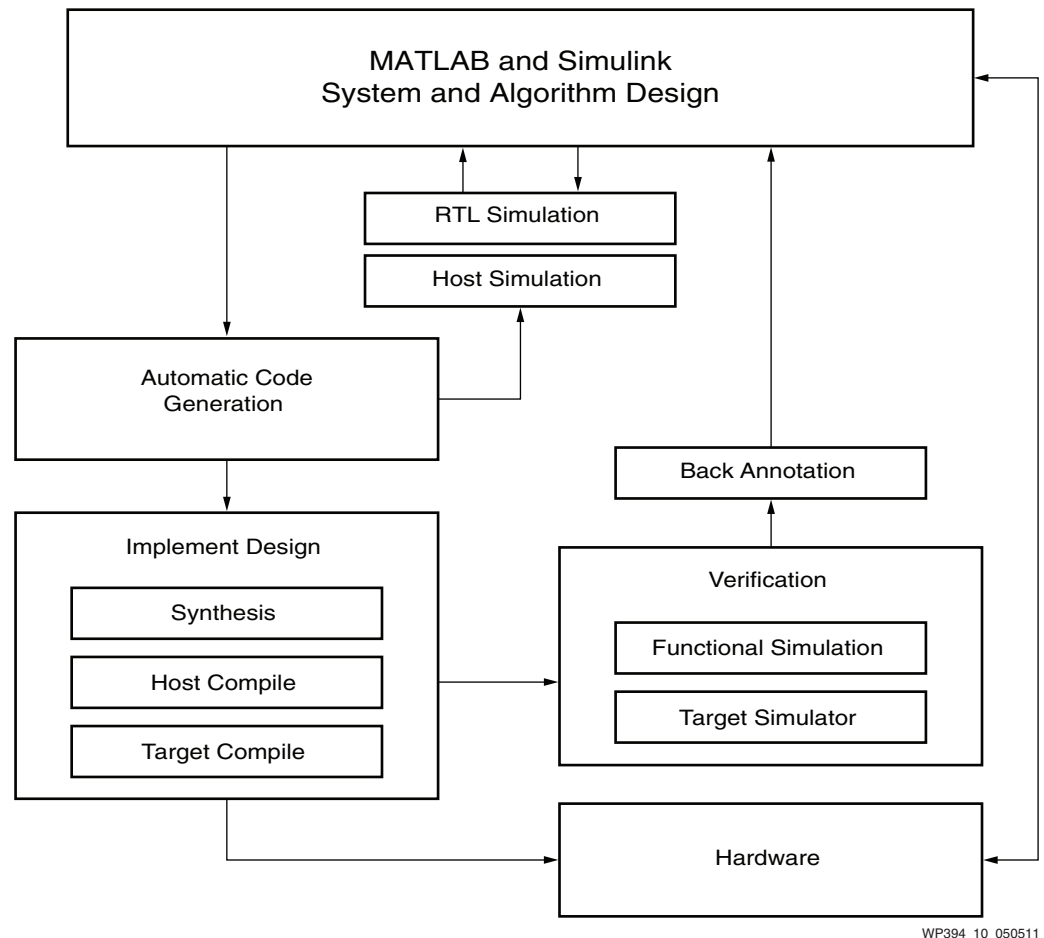 MATLAB and Simulink
System and Algorithm Design
RTL Simulation
Host Simulation
Automatic Code
Generation
Back Annotation
Implement Design
Synthesis
Host Compile
Target Compile
Verification
Functional Simulation
Target Simulator
Hardware
WP394_10_050511